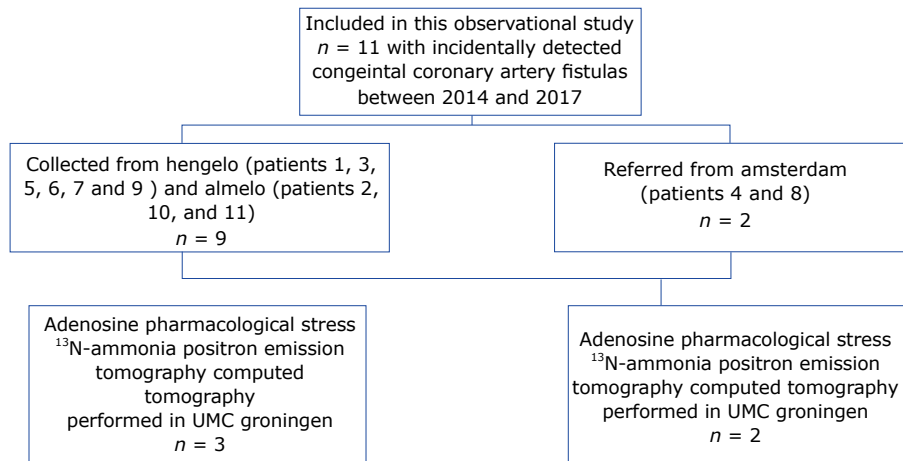 Included in this observational study
n = 11 with incidentally detected
congeintal coronary artery fistulas
between 2014 and 2017
Collected from hengelo (patients 1, 3,
5, 6, 7 and 9 ) and almelo (patients 2,
10, and 11)
n = 9
Referred from amsterdam
(patients 4 and 8)
n = 2
Adenosine pharmacological stress
¹³N-ammonia positron emission
tomography computed
tomography
performed in UMC groningen
n = 3
Adenosine pharmacological stress
¹³N-ammonia positron emission
tomography computed tomography
performed in UMC groningen
n = 2